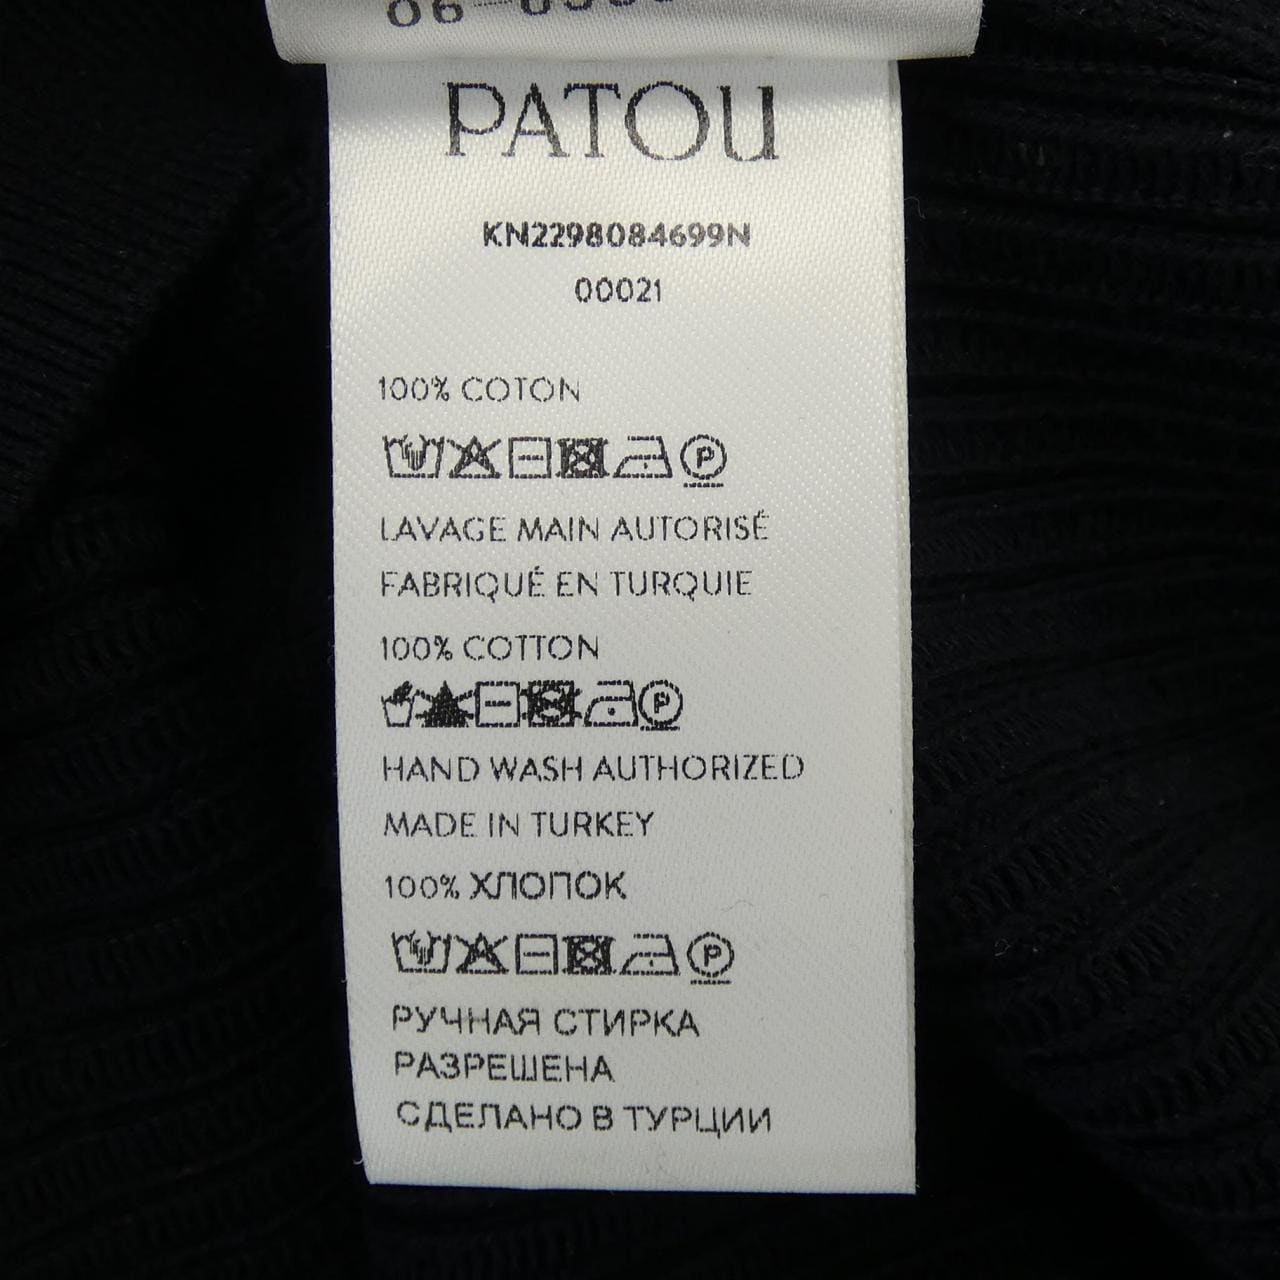 PATOU
KN2298084699N
00021
100% COTON
P
LAVAGE MAIN AUTORISÉ
FABRIQUÉ EN TURQUIE
100% COTTON
P
HAND WASH AUTHORIZED
MADE IN TURKEY
100% ХЛОПОК
P
РУЧНАЯ СТИРКА
РАЗРЕШЕНА
СДЕЛАНО В ТУРЦИИ